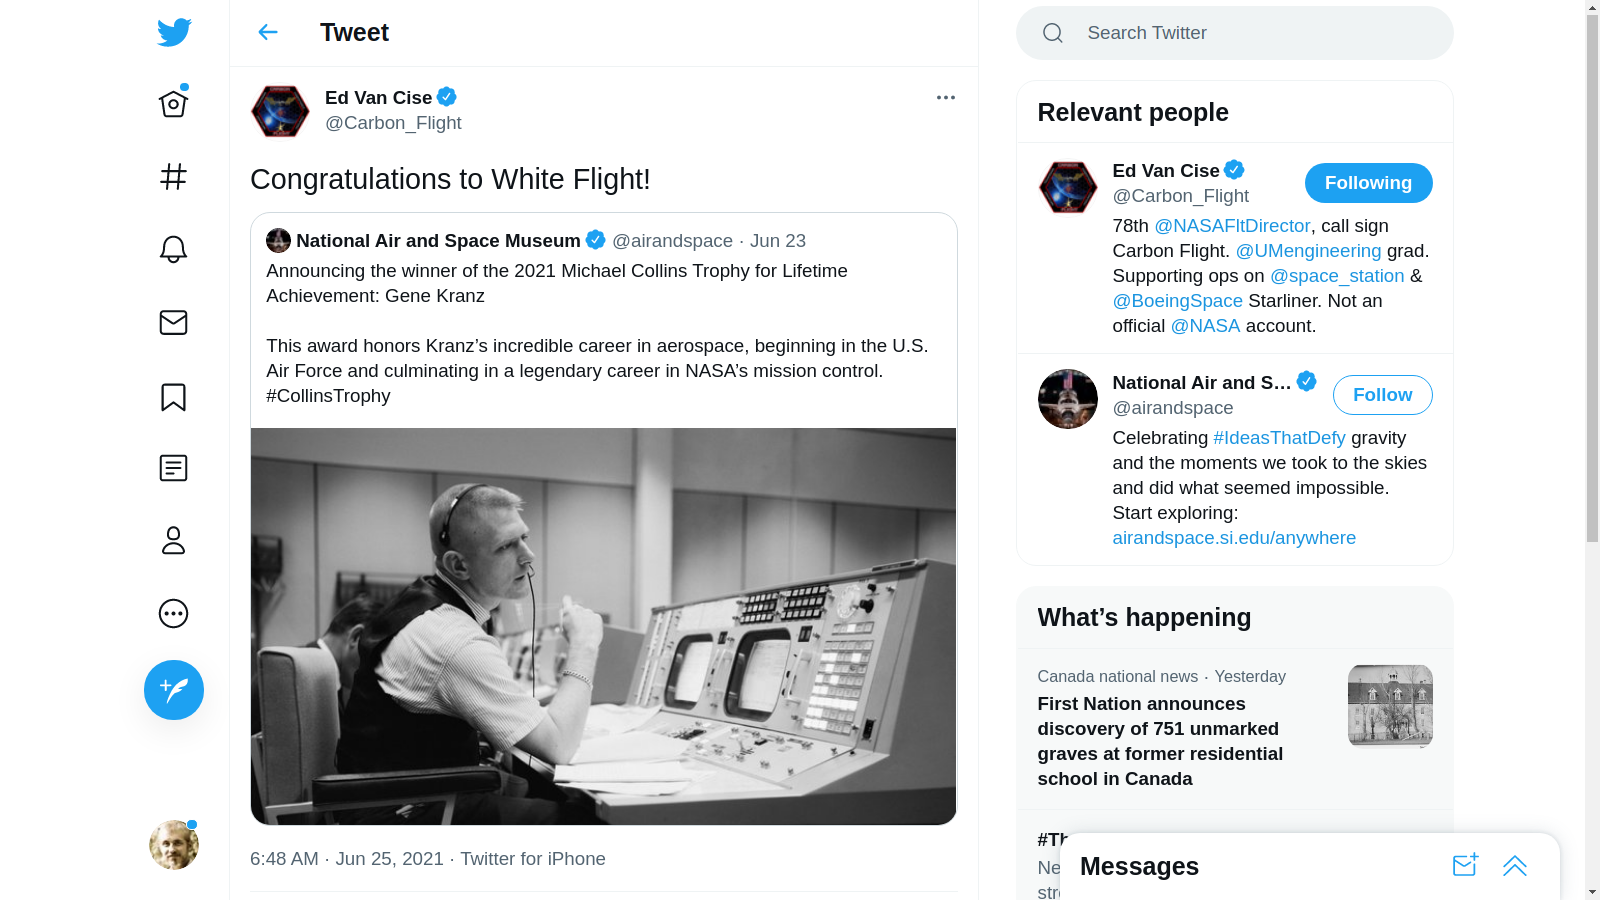 Tweet
Ed Van Cise
@Carbon_Flight
Congratulations to White Flight!
National Air and Space Museum @airandspace · Jun 23
Announcing the winner of the 2021 Michael Collins Trophy for Lifetime
Achievement: Gene Kranz
This award honors Kranz’s incredible career in aerospace, beginning in the U.S.
Air Force and culminating in a legendary career in NASA’s mission control.
#CollinsTrophy
6:48 AM · Jun 25, 2021 · Twitter for iPhone
Search Twitter
Relevant people
Ed Van Cise
@Carbon_Flight
Following
78th @NASAFltDirector, call sign
Carbon Flight. @UMengineering grad.
Supporting ops on @space_station &
@BoeingSpace Starliner. Not an
official @NASA account.
National Air and S...
@airandspace
Follow
Celebrating #IdeasThatDefy gravity
and the moments we took to the skies
and did what seemed impossible.
Start exploring:
airandspace.si.edu/anywhere
What’s happening
Canada national news · Yesterday
First Nation announces
discovery of 751 unmarked
graves at former residential
school in Canada
Messages